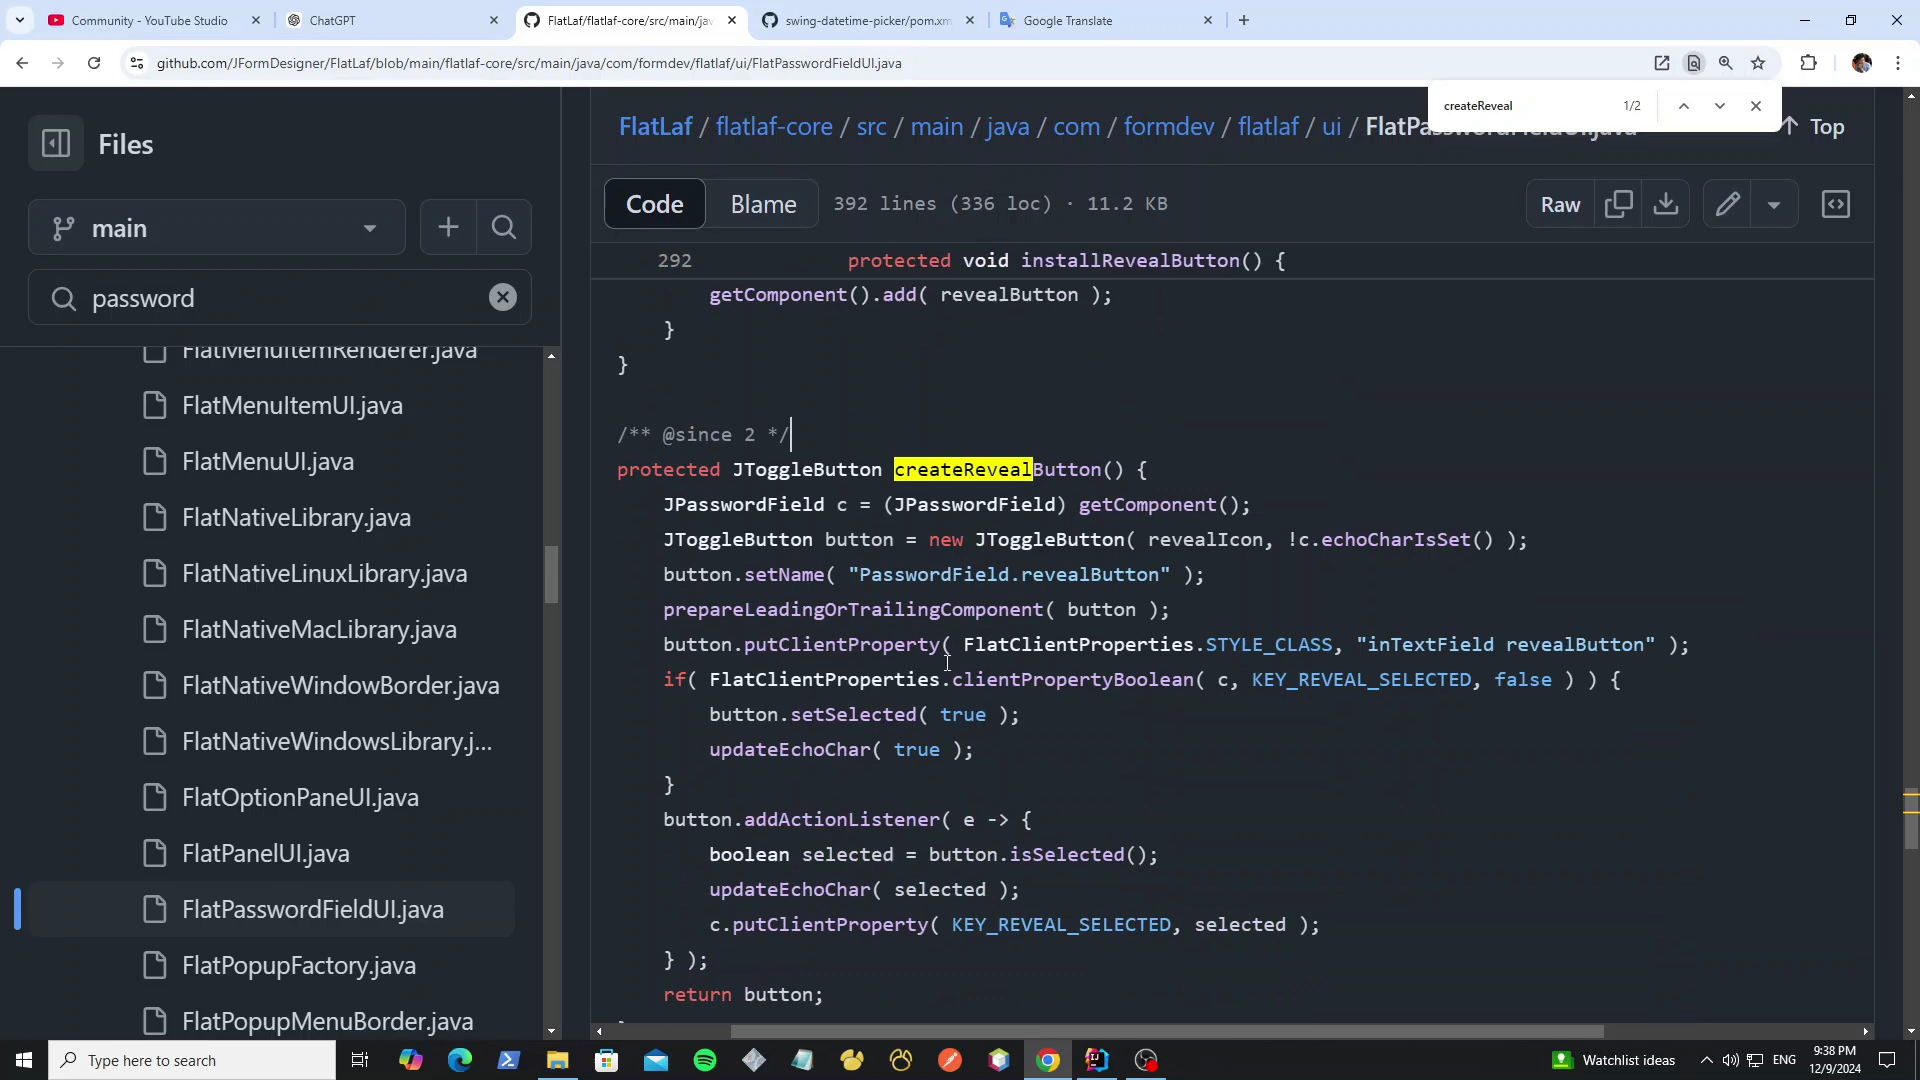 Community - YouTube Studio
ChatGPT
FlatLaf/flatlaf-core/src/main/jav
swing-datetime-picker/pom.xm
Google Translate
github.com/JFormDesigner/FlatLaf/blob/main/flatlaf-core/src/main/java/com/formdev/flatlaf/ui/FlatPasswordFieldUI.java
createReveal 1/2
Files
FlatLaf / flatlaf-core / src / main / java / com / formdev / flatlaf / ui / FlatPasswordFieldUI.java
Top
main
Code Blame 392 lines (336 loc) · 11.2 KB
Raw
password
FlatMenuItemRenderer.java
FlatMenuItemUI.java
FlatMenuUI.java
FlatNativeLibrary.java
FlatNativeLinuxLibrary.java
FlatNativeMacLibrary.java
FlatNativeWindowBorder.java
FlatNativeWindowsLibrary.j...
FlatOptionPaneUI.java
FlatPanelUI.java
FlatPasswordFieldUI.java
FlatPopupFactory.java
FlatPopupMenuBorder.java
292 protected void installRevealButton() {
getComponent().add( revealButton );
}
}
/** @since 2 */
protected JToggleButton createRevealButton() {
JPasswordField c = (JPasswordField) getComponent();
JToggleButton button = new JToggleButton( revealIcon, !c.echoCharIsSet() );
button.setName( "PasswordField.revealButton" );
prepareLeadingOrTrailingComponent( button );
button.putClientProperty( FlatClientProperties.STYLE_CLASS, "inTextField revealButton" );
if( FlatClientProperties.clientPropertyBoolean( c, KEY_REVEAL_SELECTED, false ) ) {
button.setSelected( true );
updateEchoChar( true );
}
button.addActionListener( e -> {
boolean selected = button.isSelected();
updateEchoChar( selected );
c.putClientProperty( KEY_REVEAL_SELECTED, selected );
} );
return button;
Type here to search
Watchlist ideas
ENG
9:38 PM
12/9/2024